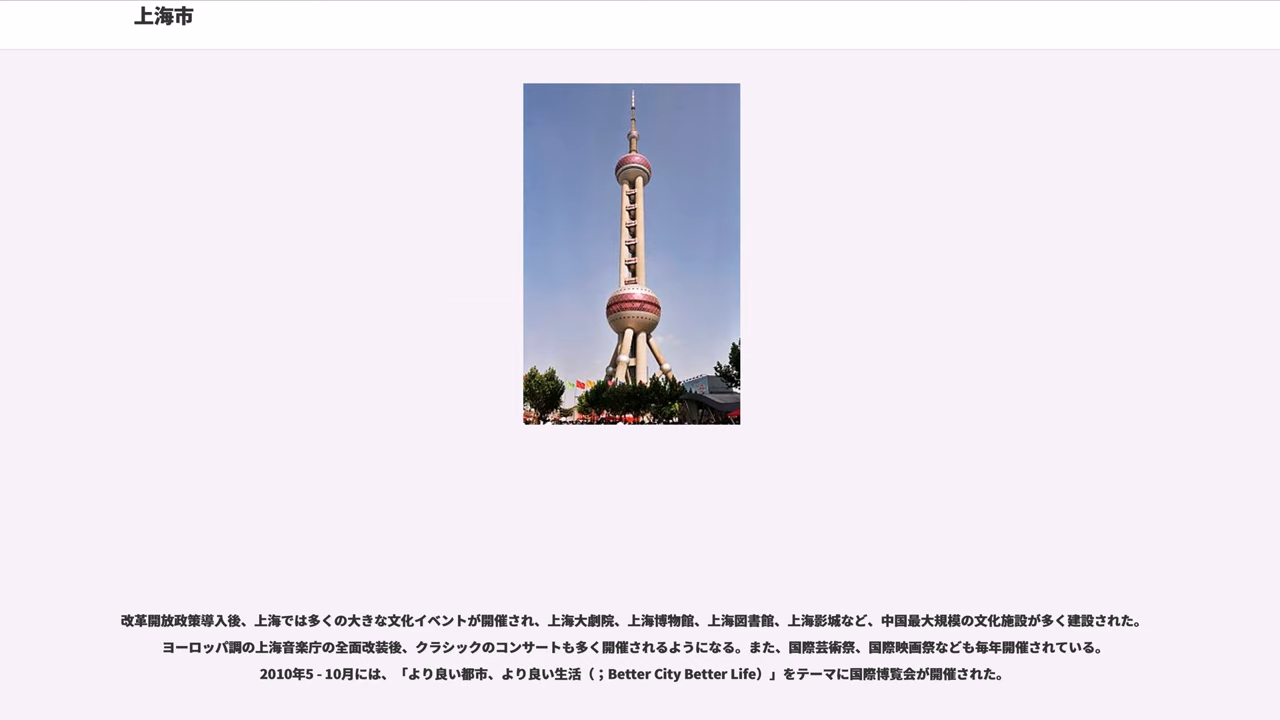 上海市
改革開放政策導入後、上海では多くの大きな文化イベントが開催され、上海大劇院、上海博物館、上海図書館、上海影城など、中国最大規模の文化施設が多く建設された。
ヨーロッパ調の上海音楽庁の全面改装後、クラシックのコンサートも多く開催されるようになる。また、国際芸術祭、国際映画祭なども毎年開催されている。
2010年5 - 10月には、「より良い都市、より良い生活（；Better City Better Life）」をテーマに国際博覧会が開催された。